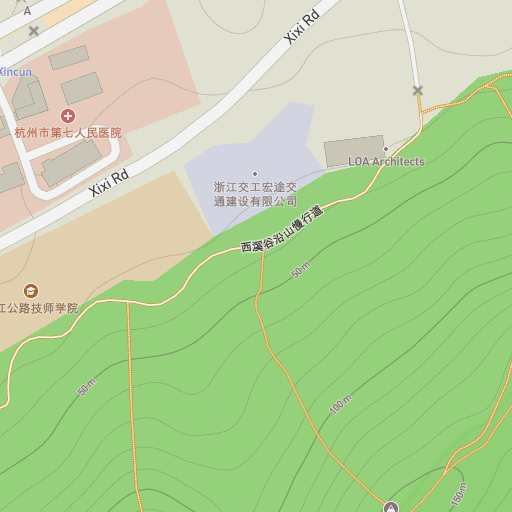 A
Xixi Rd
Xincun
杭州市第七人民医院
LOA Architects
Xixi Rd
浙江交工宏途交
通建设有限公司
西溪谷沿山慢行道
50 m
江公路技师学院
50 m
100 m
150 m